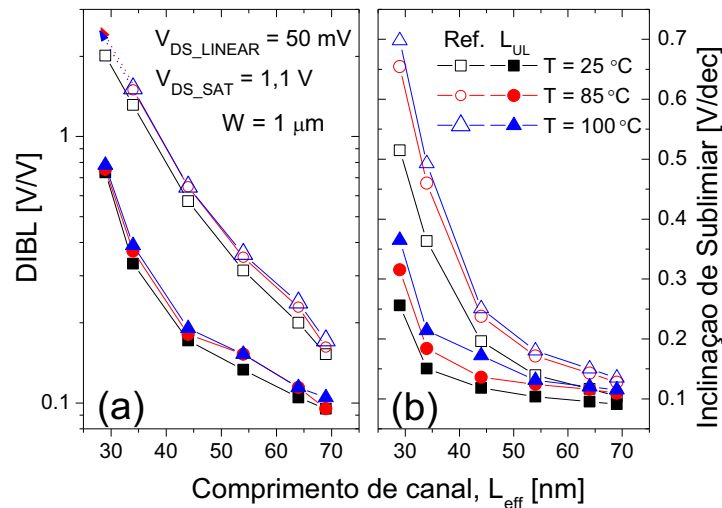 V_DS_LINEAR = 50 mV
V_DS_SAT = 1,1 V
W = 1 μm
DIBL [V/V]
1
0.1
(a)
30 40 50 60 70
Ref. L_UL
T = 25 °C
T = 85 °C
T = 100 °C
(b)
30 40 50 60 70
0.7
0.6
0.5
0.4
0.3
0.2
0.1
Inclinaçao de Sublimiar [V/dec]
Comprimento de canal, L_eff [nm]